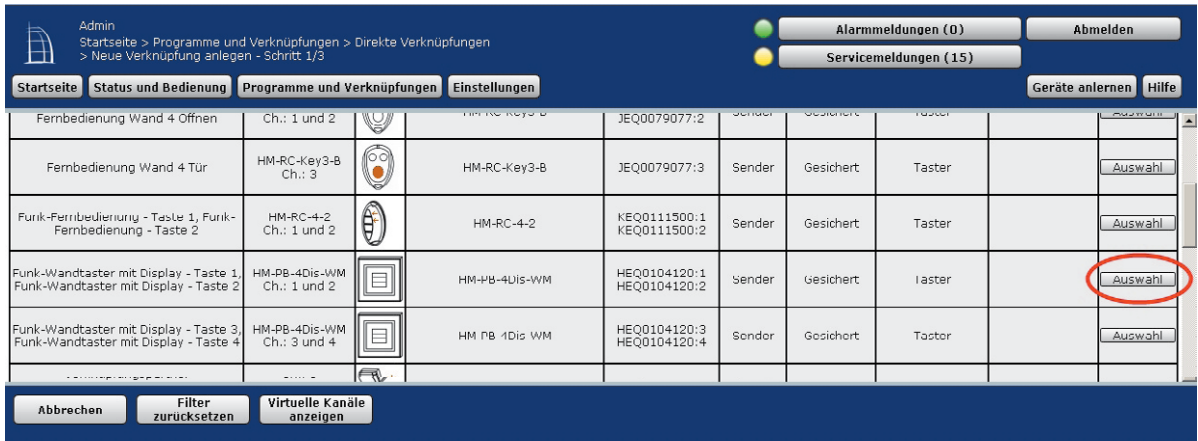 Admin
Startseite > Programme und Verknüpfungen > Direkte Verknüpfungen
> Neue Verknüpfung anlegen - Schritt 1/3
Alarmmeldungen (0)
Abmelden
Servicemeldungen (15)
Startseite
Status und Bedienung
Programme und Verknüpfungen
Einstellungen
Geräte anlernen
Hilfe
Fernbedienung Wand 4 Öffnen
Ch.: 1 und 2
HM-RC-Key3-B
JEQ0079077:2
Sender
Gesichert
Taster
Auswahl
Fernbedienung Wand 4 Tür
HM-RC-Key3-B
Ch.: 3
HM-RC-Key3-B
JEQ0079077:3
Sender
Gesichert
Taster
Auswahl
Funk-Fernbedienung - Taste 1, Funk-
Fernbedienung - Taste 2
HM-RC-4-2
Ch.: 1 und 2
HM-RC-4-2
KEQ0111500:1
KEQ0111500:2
Sender
Gesichert
Taster
Auswahl
Funk-Wandtaster mit Display - Taste 1,
Funk-Wandtaster mit Display - Taste 2
HM-PB-4Dis-WM
Ch.: 1 und 2
HM-PB-4Dis-WM
HEQ0104120:1
HEQ0104120:2
Sender
Gesichert
Taster
Auswahl
Funk-Wandtaster mit Display - Taste 3,
Funk-Wandtaster mit Display - Taste 4
HM-PB-4Dis-WM
Ch.: 3 und 4
HM-PB-4Dis-WM
HEQ0104120:3
HEQ0104120:4
Sender
Gesichert
Taster
Auswahl
Abbrechen
Filter
zurücksetzen
Virtuelle Kanäle
anzeigen